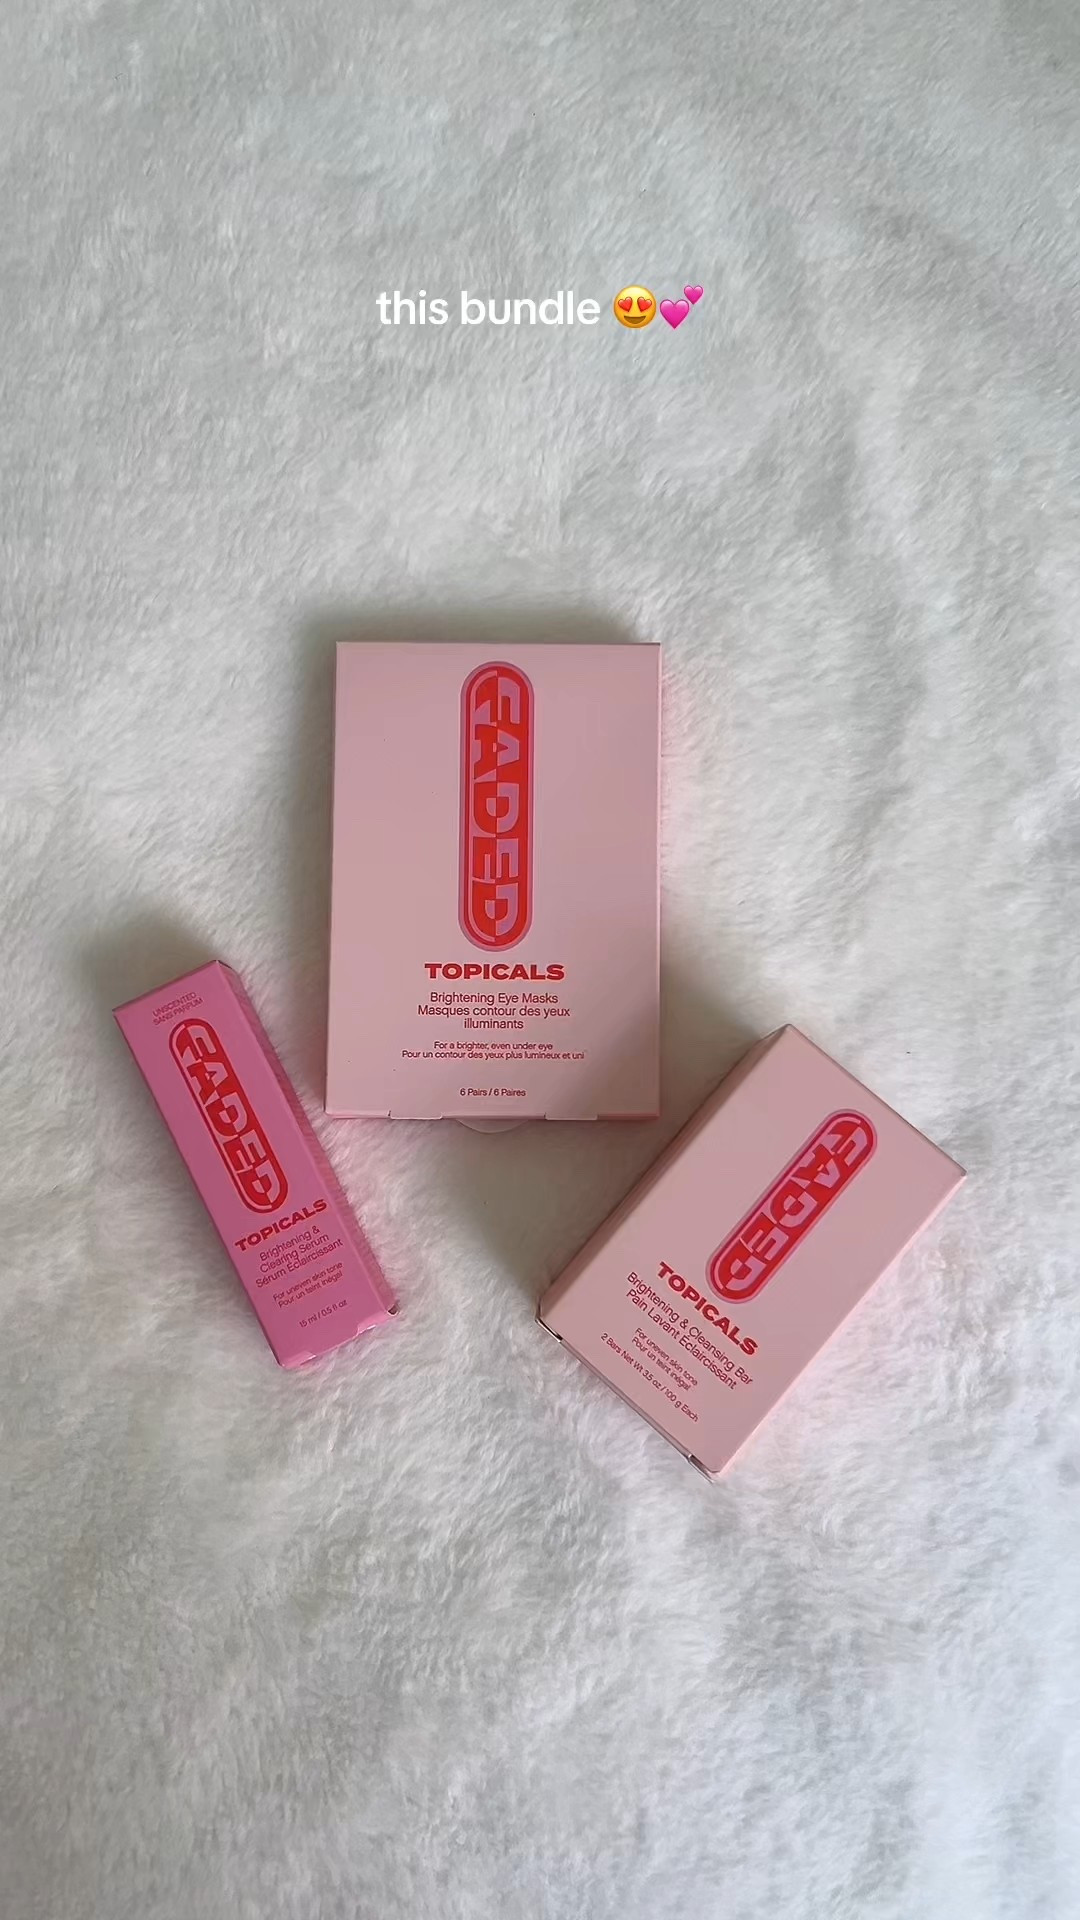 this bundle 😍💕
FADED
TOPICALS
Brightening Eye Masks
Masques contour des yeux
illuminants
For a brighter, even under eye
Pour un contour des yeux plus lumineux et uni
6 Pairs / 6 Paires
UNSCENTED
SANS PARFUM
FADED
TOPICALS
Brightening &
Clearing Serum
Sérum Éclaircissant
For uneven skin tone
Pour un teint inégal
15 ml / 0.5 fl oz
FADED
TOPICALS
Brightening & Cleansing Bar
Pain Lavant Éclaircissant
For uneven skin tone
Pour un teint inégal
2 Bars Net Wt 3.5 oz / 100 g Each